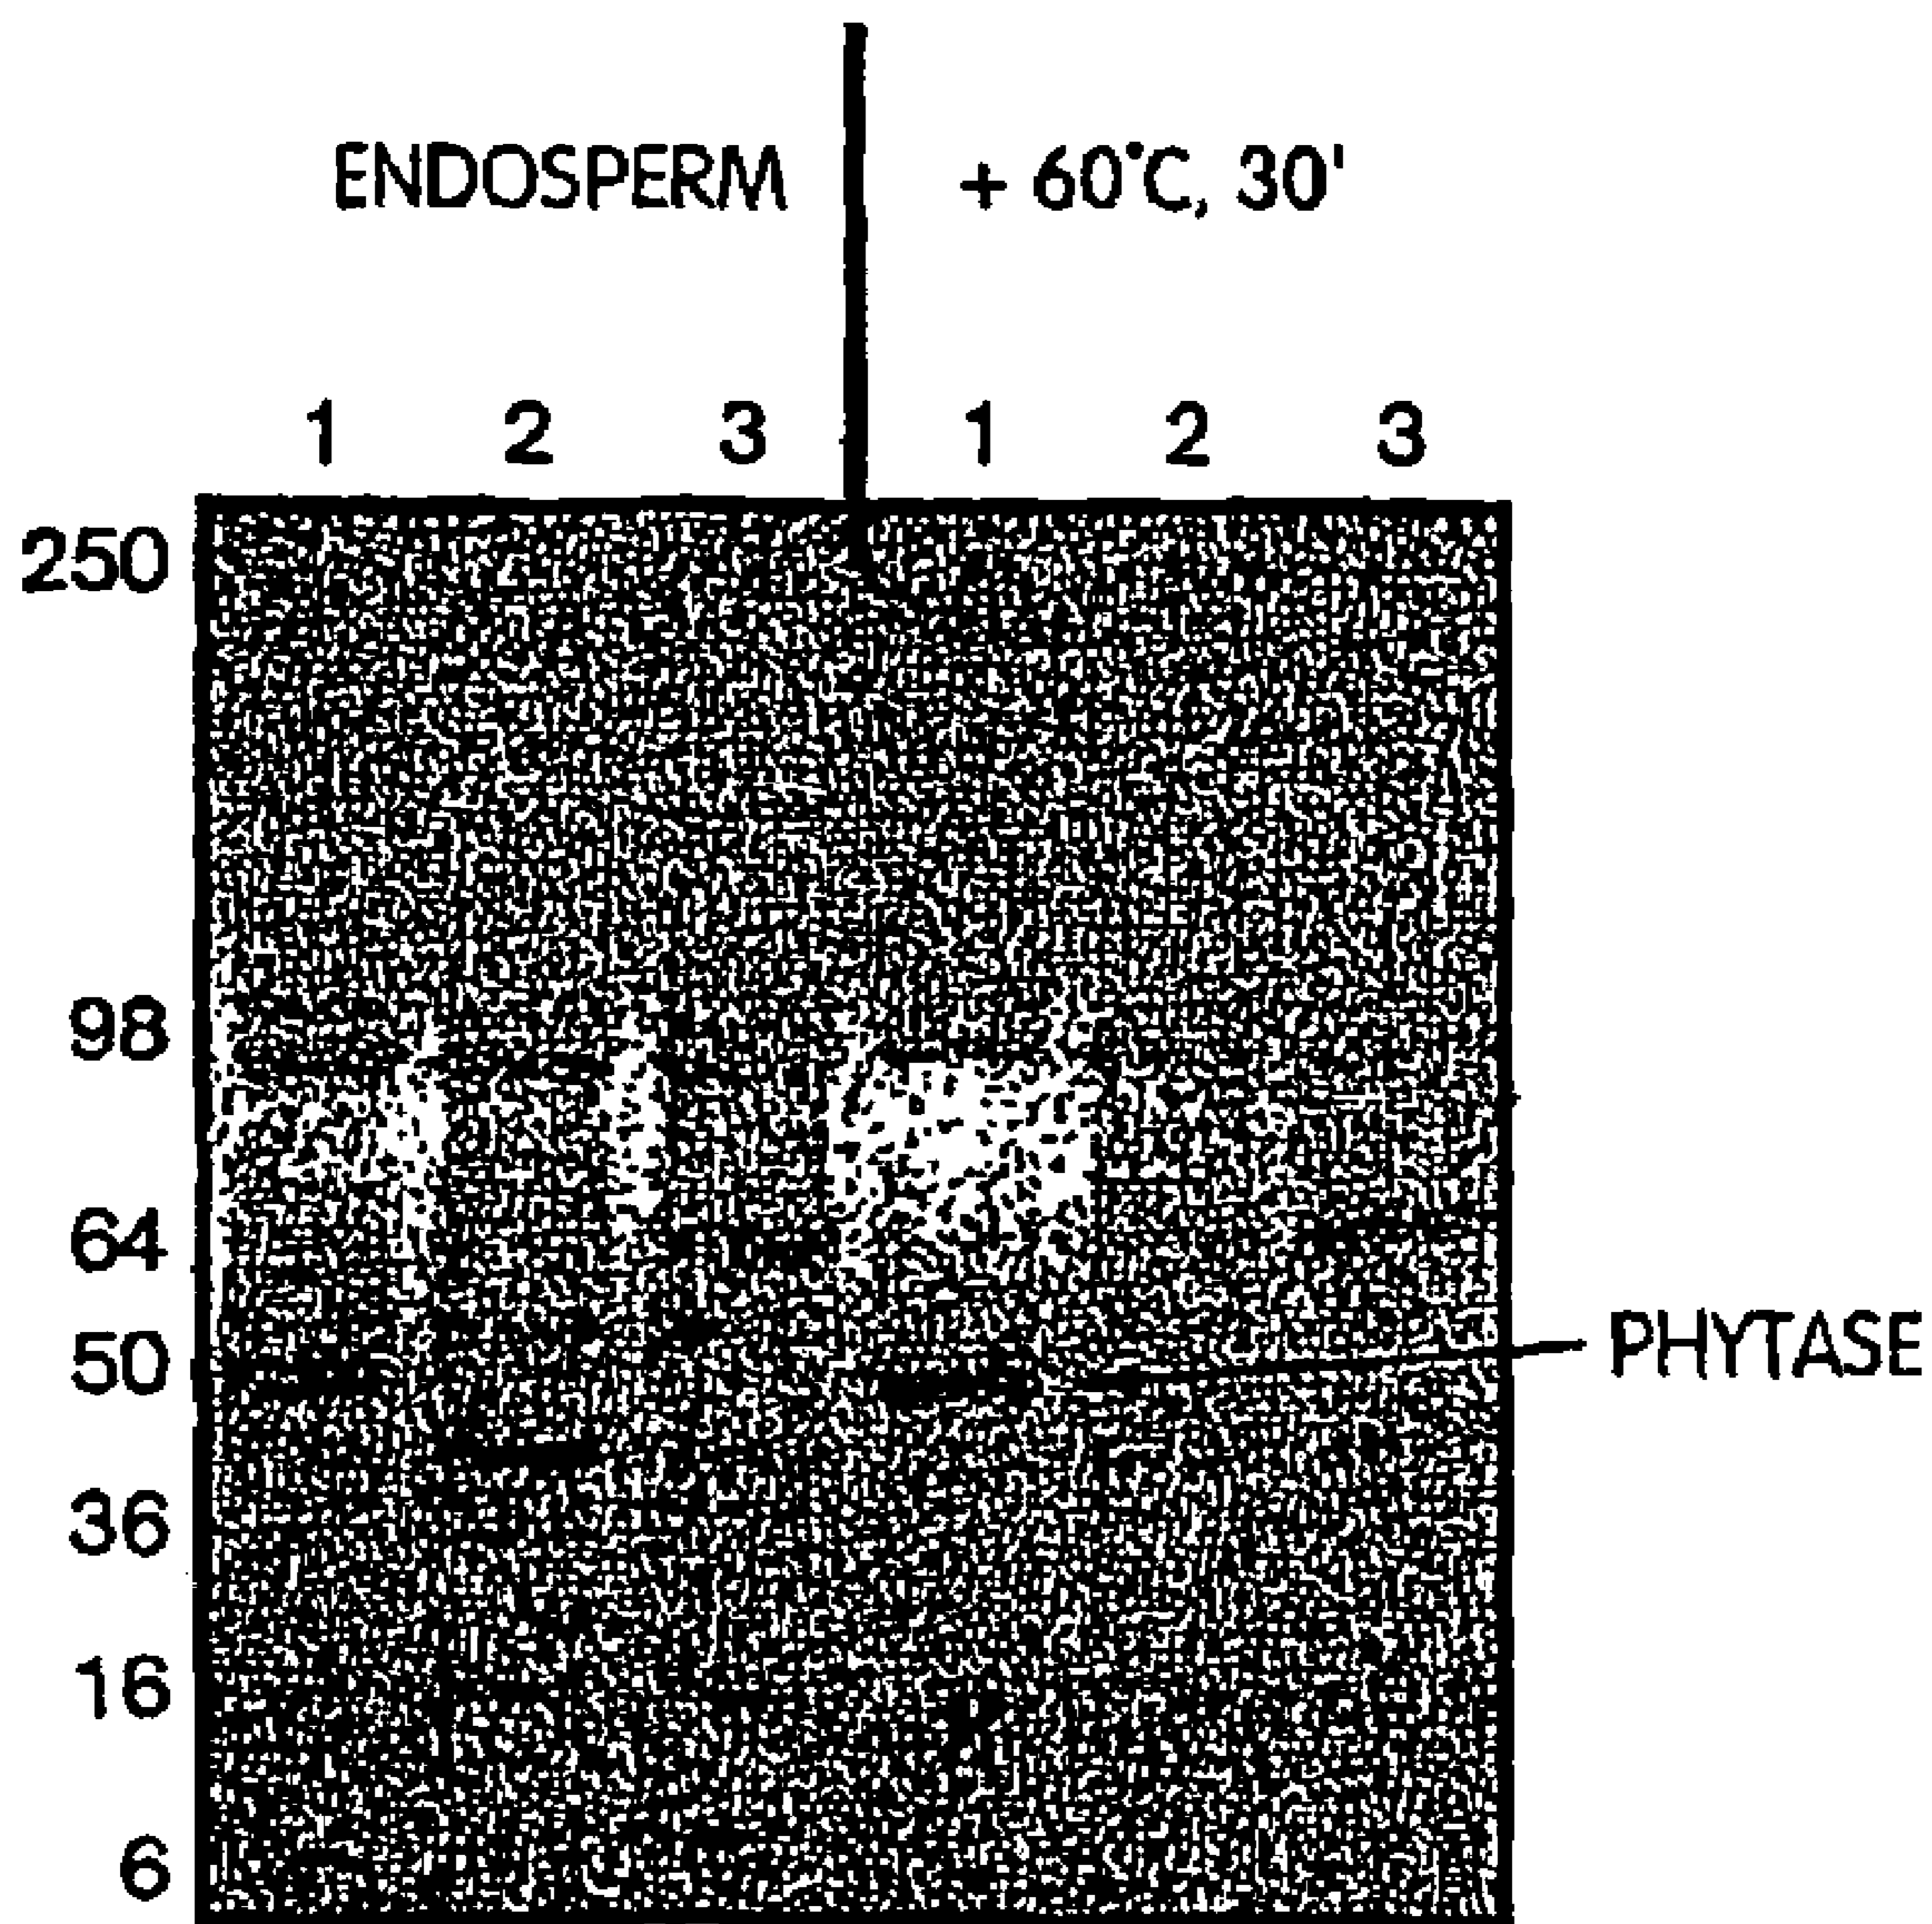 ENDOSPERM + 60°C, 30'
1 2 3 1 2 3
250
98
64
50
PHYTASE
36
16
6